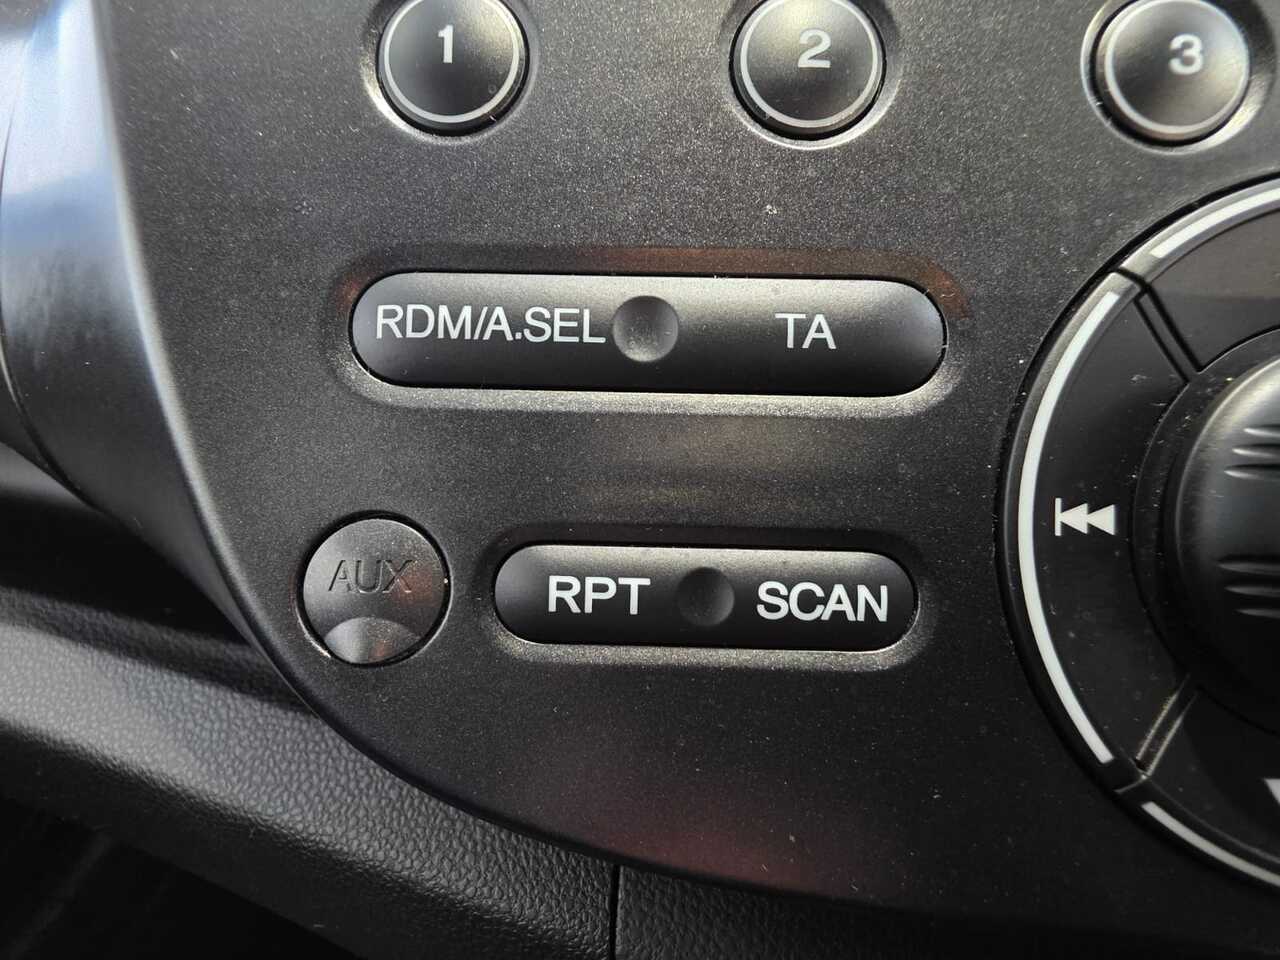 1 2 3
RDM/A.SEL TA
AUX RPT SCAN